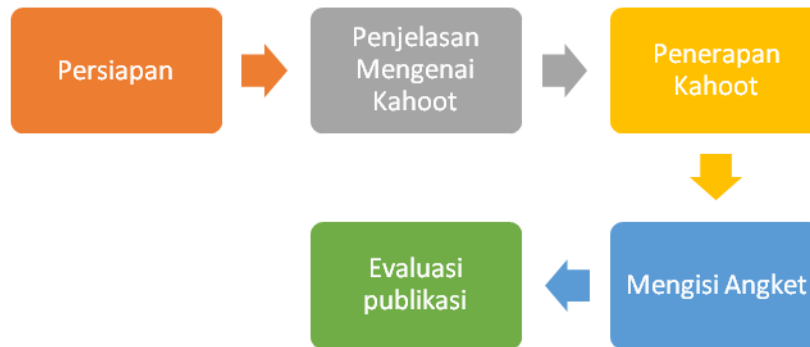 Persiapan
Penjelasan
Mengenai
Kahoot
Penerapan
Kahoot
Mengisi Angket
Evaluasi
publikasi